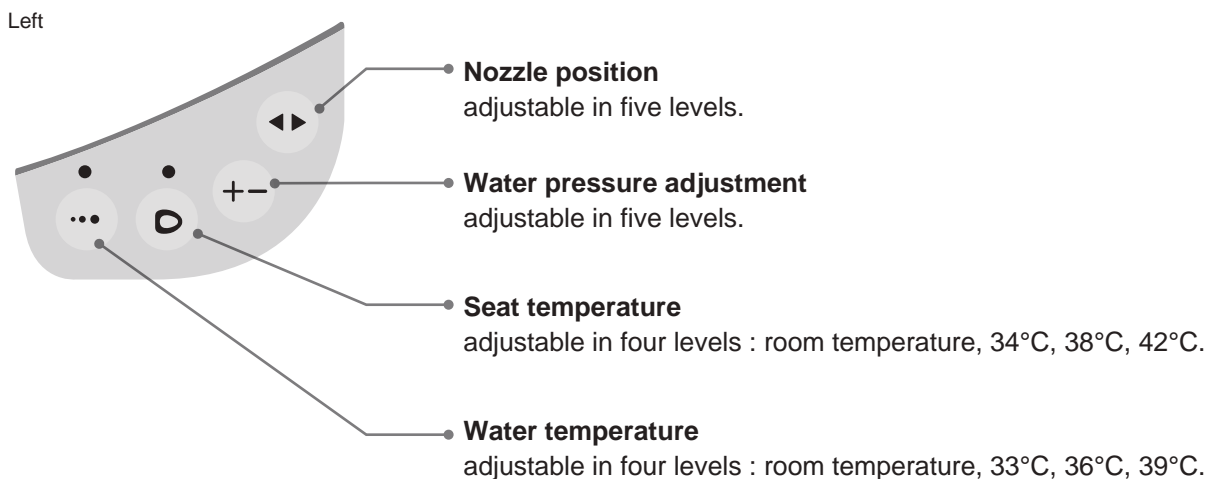 Left
Nozzle position
adjustable in five levels.
Water pressure adjustment
adjustable in five levels.
Seat temperature
adjustable in four levels : room temperature, 34°C, 38°C, 42°C.
Water temperature
adjustable in four levels : room temperature, 33°C, 36°C, 39°C.